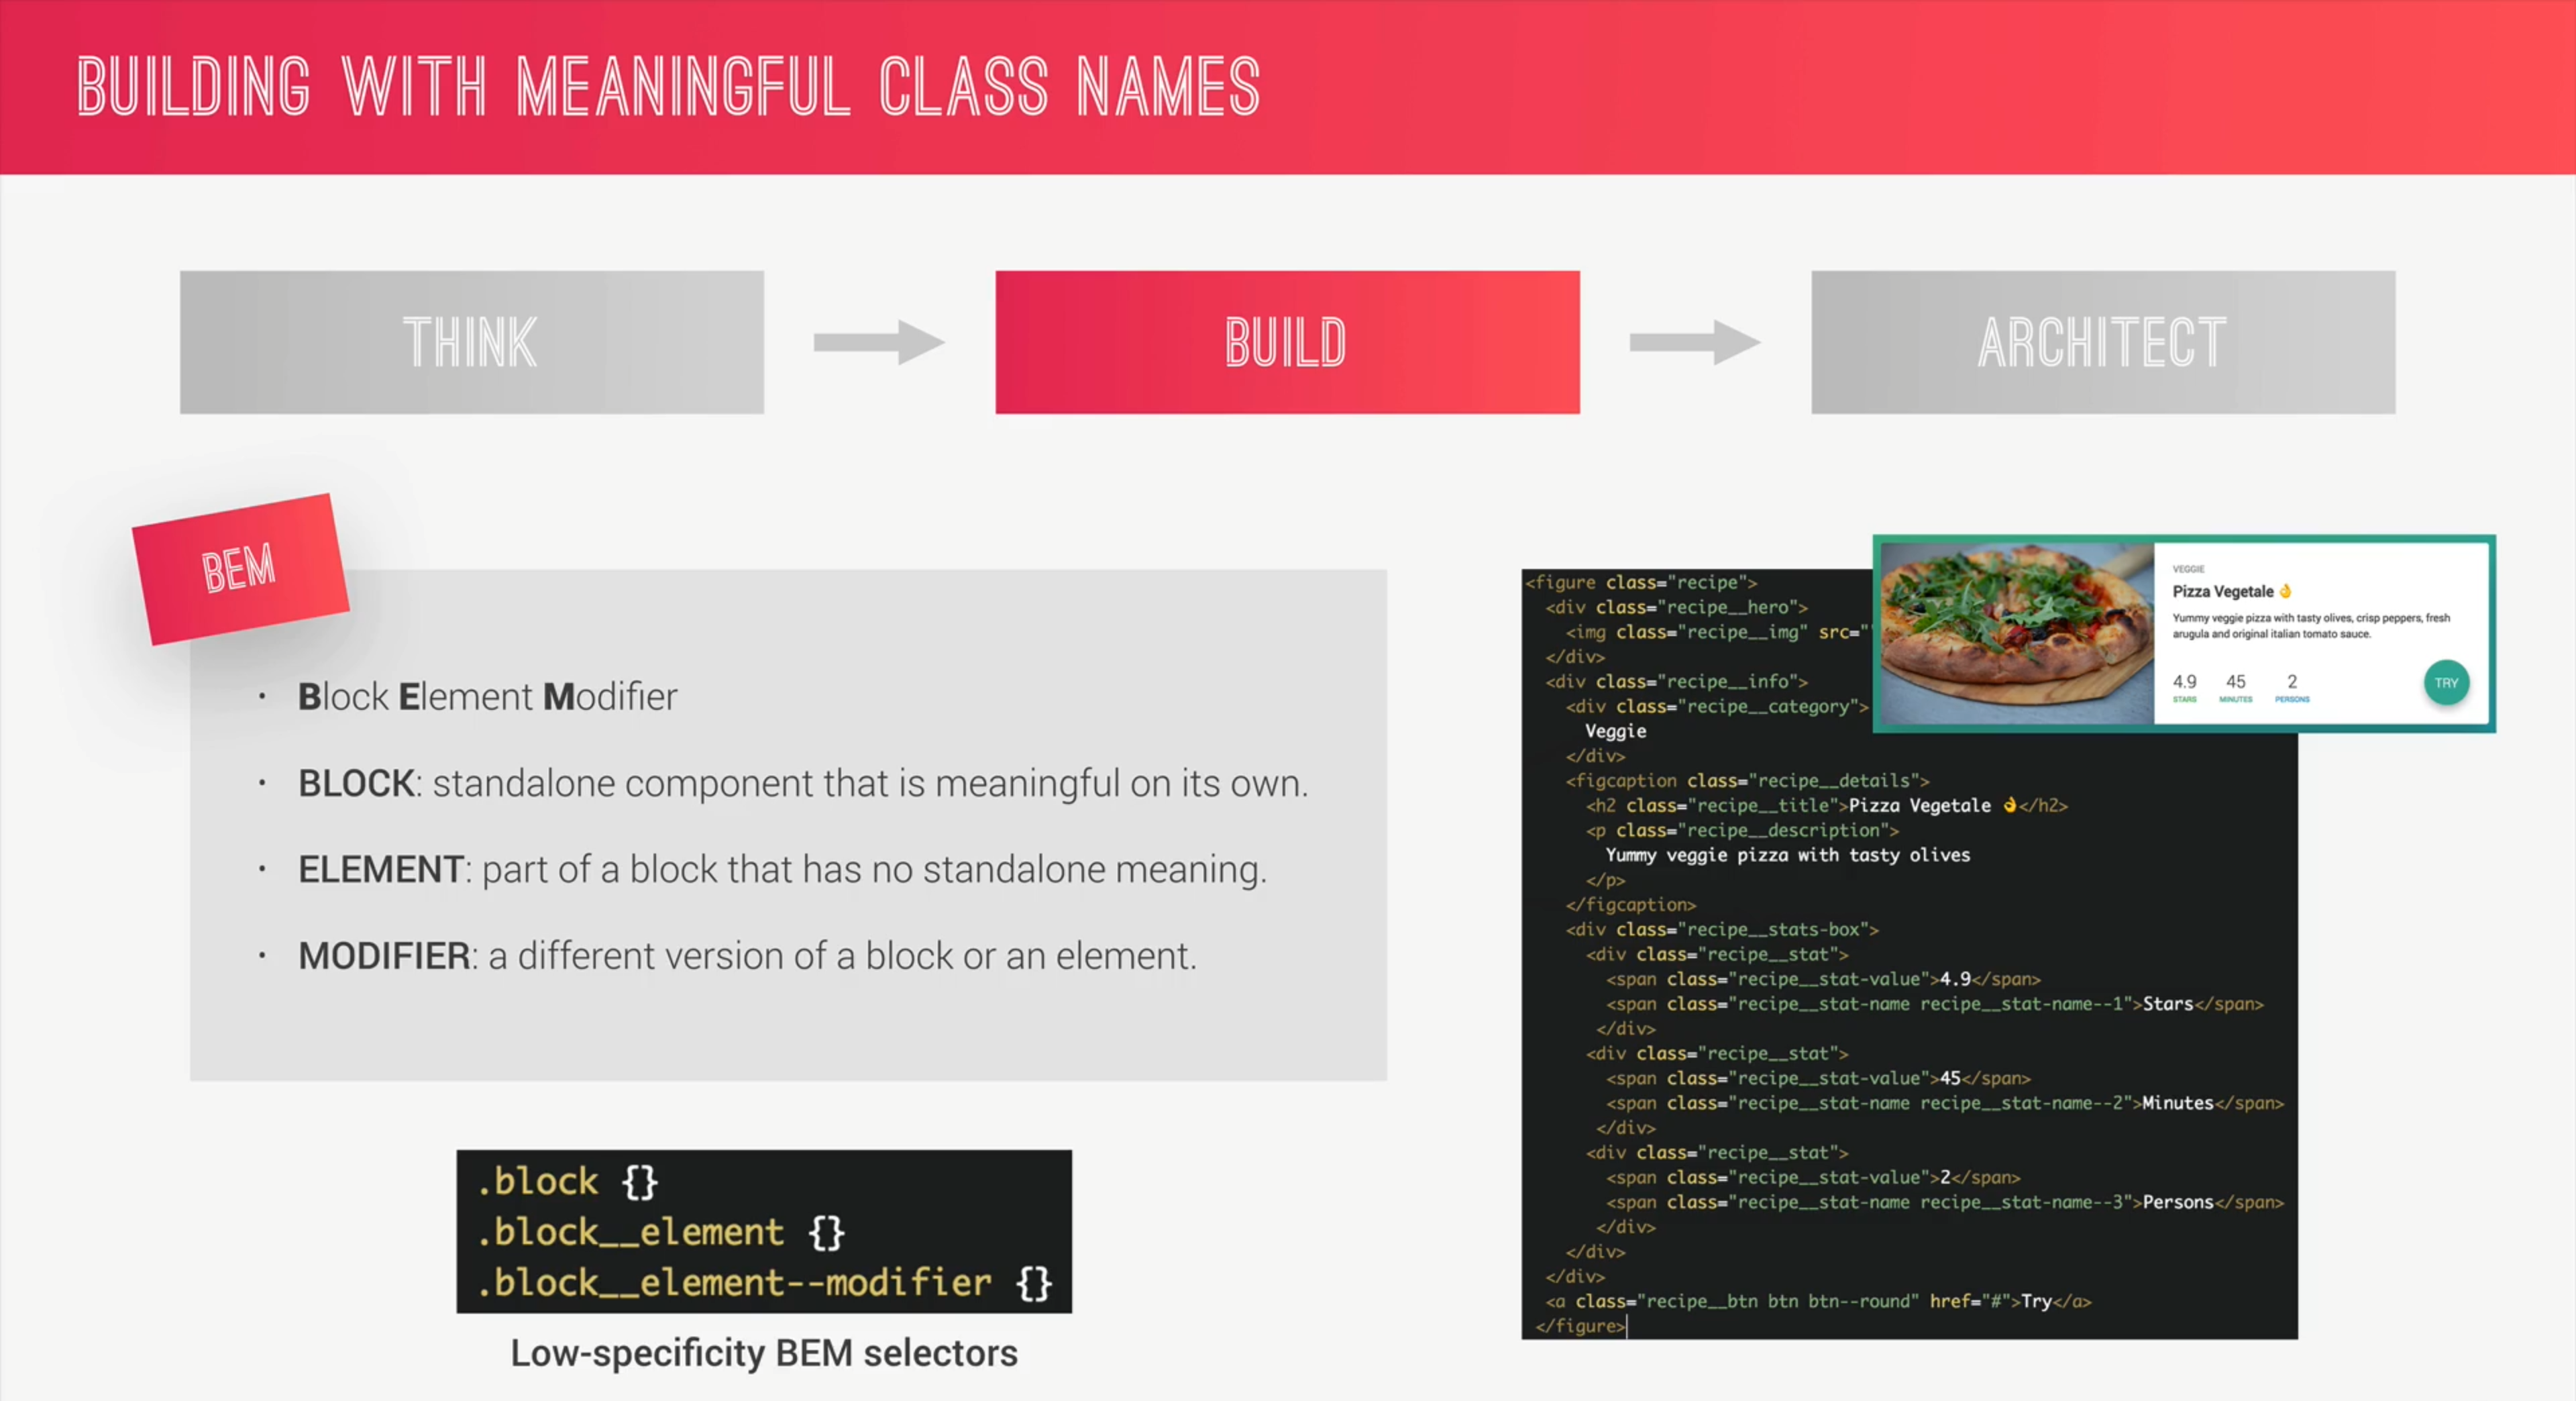 BUILDING WITH MEANINGFUL CLASS NAMES
THINK
BUILD
ARCHITECT
BEM
· Block Element Modifier
· BLOCK: standalone component that is meaningful on its own.
· ELEMENT: part of a block that has no standalone meaning.
· MODIFIER: a different version of a block or an element.
.block {}
.block__element {}
.block__element--modifier {}
Low-specificity BEM selectors
<figure class="recipe">
<div class="recipe__hero">
<img class="recipe__img" src="
</div>
<div class="recipe__info">
<div class="recipe__category">
Veggie
</div>
<figcaption class="recipe__details">
<h2 class="recipe__title">Pizza Vegetale 👌</h2>
<p class="recipe__description">
Yummy veggie pizza with tasty olives
</p>
</figcaption>
<div class="recipe__stats-box">
<div class="recipe__stat">
<span class="recipe__stat-value">4.9</span>
<span class="recipe__stat-name recipe__stat-name--1">Stars</span>
</div>
<div class="recipe__stat">
<span class="recipe__stat-value">45</span>
<span class="recipe__stat-name recipe__stat-name--2">Minutes</span>
</div>
<div class="recipe__stat">
<span class="recipe__stat-value">2</span>
<span class="recipe__stat-name recipe__stat-name--3">Persons</span>
</div>
</div>
</div>
<a class="recipe__btn btn btn--round" href="#">Try</a>
</figure>
VEGGIE
Pizza Vegetale 👌
Yummy veggie pizza with tasty olives, crisp peppers, fresh
arugula and original italian tomato sauce.
4.9 45 2
STARS MINUTES PERSONS
TRY